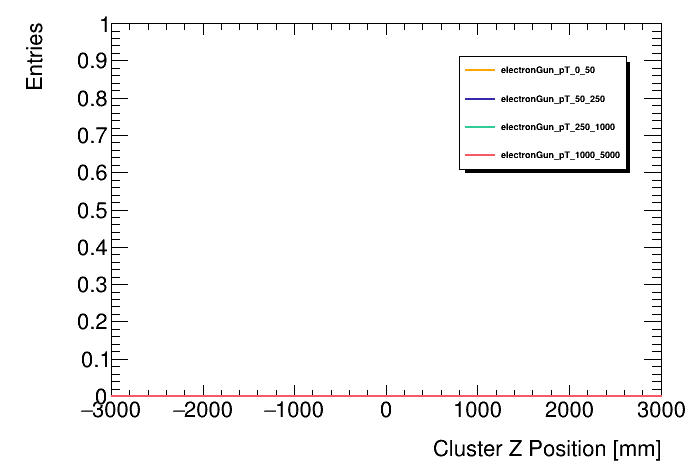 Entries
1
0.9
0.8
0.7
0.6
0.5
0.4
0.3
0.2
0.1
0
electronGun_pT_0_50
electronGun_pT_50_250
electronGun_pT_250_1000
electronGun_pT_1000_5000
−3000 −2000 −1000 0 1000 2000 3000
Cluster Z Position [mm]